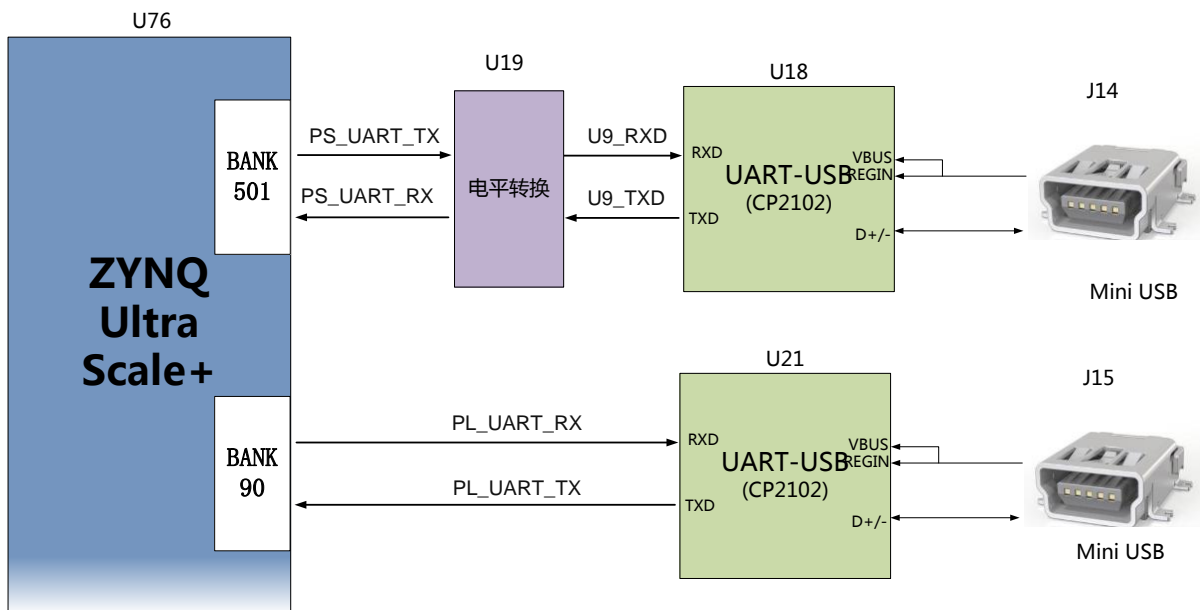 U76
ZYNQ
Ultra
Scale+
BANK
501
PS_UART_TX
PS_UART_RX
U19
电平转换
U9_RXD
U9_TXD
U18
RXD
TXD
UART-USB
(CP2102)
VBUS
REGIN
D+/-
J14
Mini USB
BANK
90
PL_UART_RX
PL_UART_TX
U21
RXD
TXD
UART-USB
(CP2102)
VBUS
REGIN
D+/-
J15
Mini USB